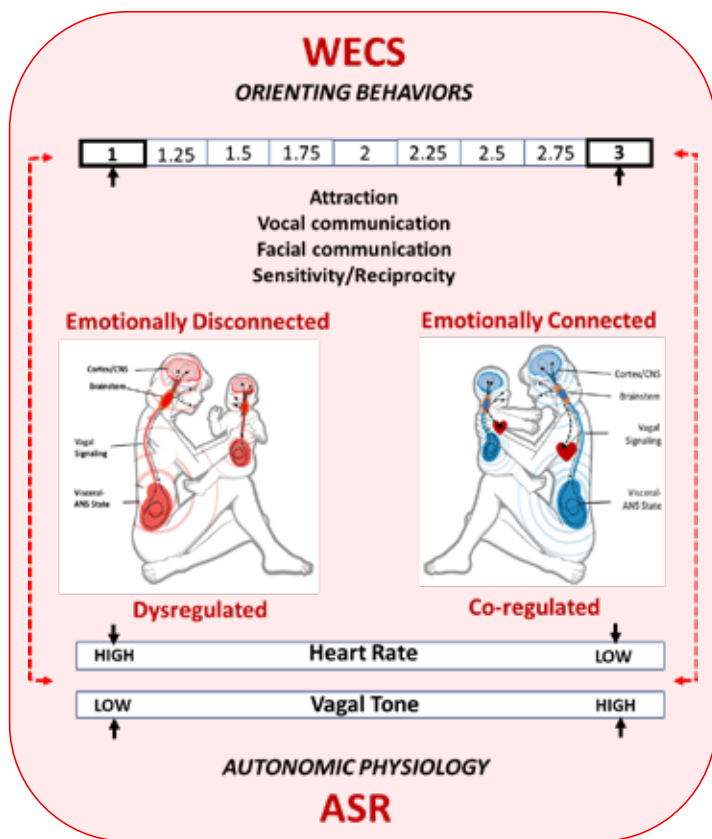 WECS
ORIENTING BEHAVIORS
1 1.25 1.5 1.75 2 2.25 2.5 2.75 3
Attraction
Vocal communication
Facial communication
Sensitivity/Reciprocity
Emotionally Disconnected
Cortex/CNS
Brainstem
Vagal
Signaling
Visceral-
ANS State
Dysregulated
Emotionally Connected
Cortex/CNS
Brainstem
Vagal
Signaling
Visceral-
ANS State
Co-regulated
HIGH Heart Rate LOW
LOW Vagal Tone HIGH
AUTONOMIC PHYSIOLOGY
ASR